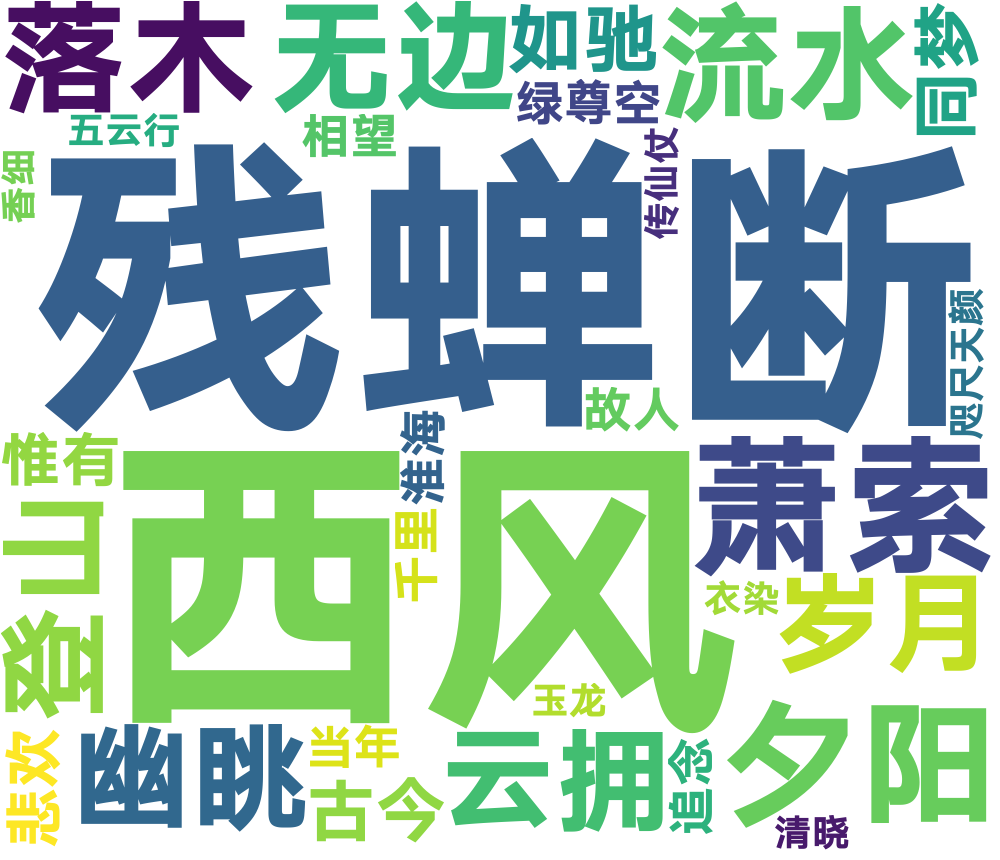 落木
无边
如驰
流水
同梦
绿尊空
五云行
相望
香细
传仙仗
残蝉断
咫尺天颜
故人
淮海
惟有
西风
萧索
登山
千里
衣染
岁月
玉龙
悲欢
幽眺
当年
古今
云拥
追念
夕阳
清晓